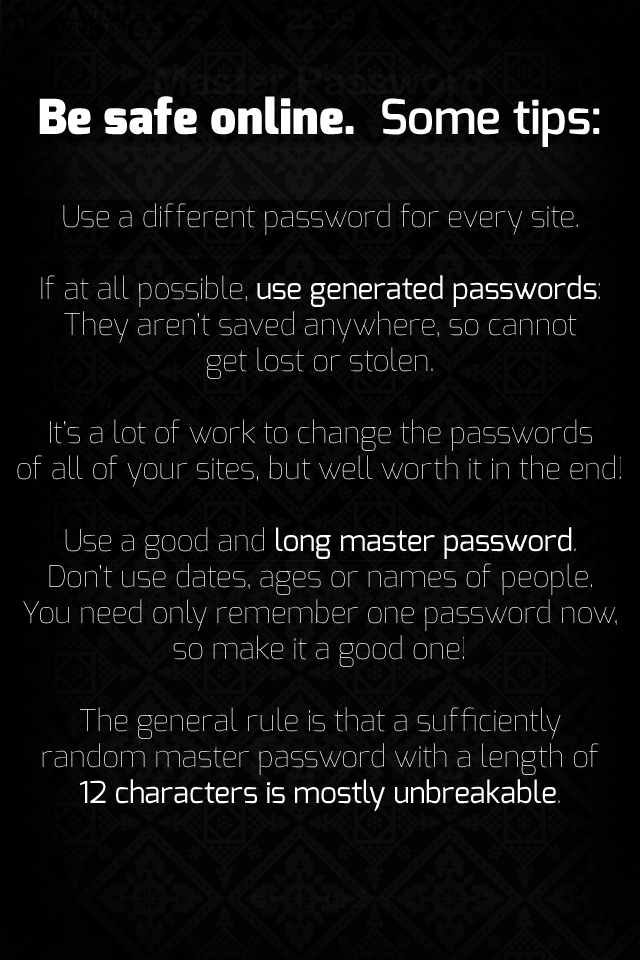 Master Password
Be safe online. Some tips:
Use a different password for every site.
If at all possible, use generated passwords:
They aren't saved anywhere, so cannot
get lost or stolen.
It's a lot of work to change the passwords
of all of your sites, but well worth it in the end!
Use a good and long master password.
Don't use dates, ages or names of people.
You need only remember one password now,
so make it a good one!
The general rule is that a sufficiently
random master password with a length of
12 characters is mostly unbreakable.